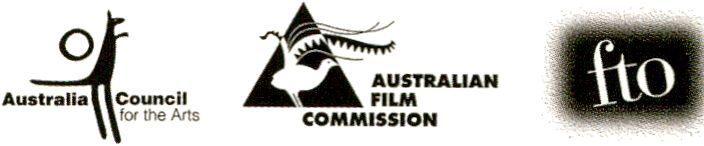 Australia Council
for the Arts
AUSTRALIAN
FILM
COMMISSION
fto